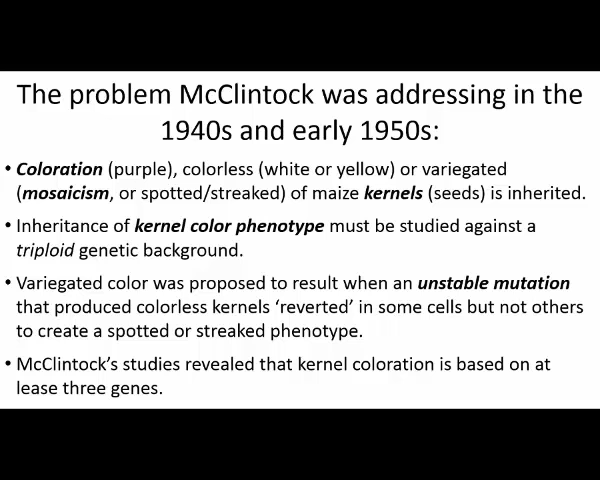 The problem McClintock was addressing in the
1940s and early 1950s:
• Coloration (purple), colorless (white or yellow) or variegated
(mosaicism, or spotted/streaked) of maize kernels (seeds) is inherited.
• Inheritance of kernel color phenotype must be studied against a
triploid genetic background.
• Variegated color was proposed to result when an unstable mutation
that produced colorless kernels ‘reverted’ in some cells but not others
to create a spotted or streaked phenotype.
• McClintock’s studies revealed that kernel coloration is based on at
lease three genes.